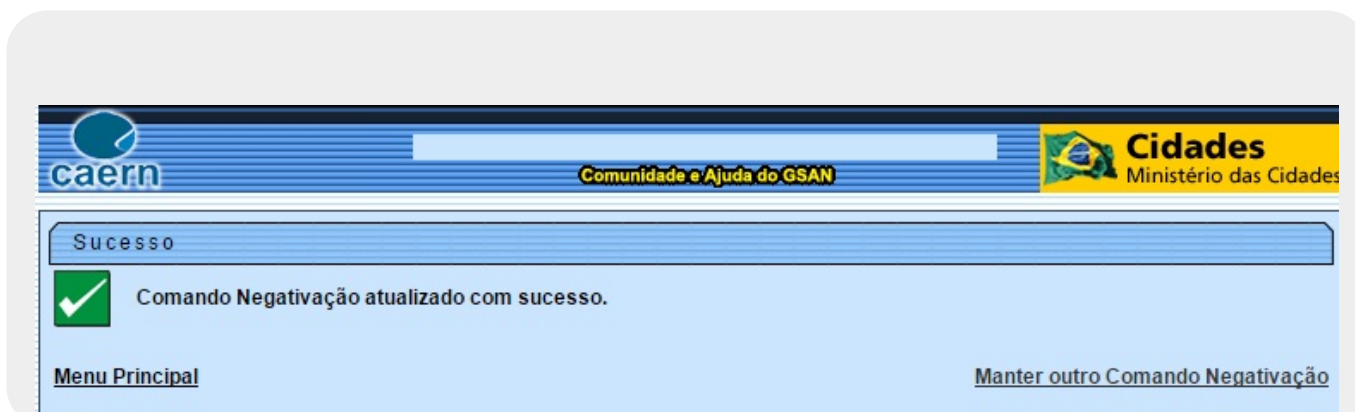 caern
Comunidade e Ajuda do GSAN
Cidades
Ministério das Cidades
Sucesso
Comando Negativação atualizado com sucesso.
Menu Principal
Manter outro Comando Negativação